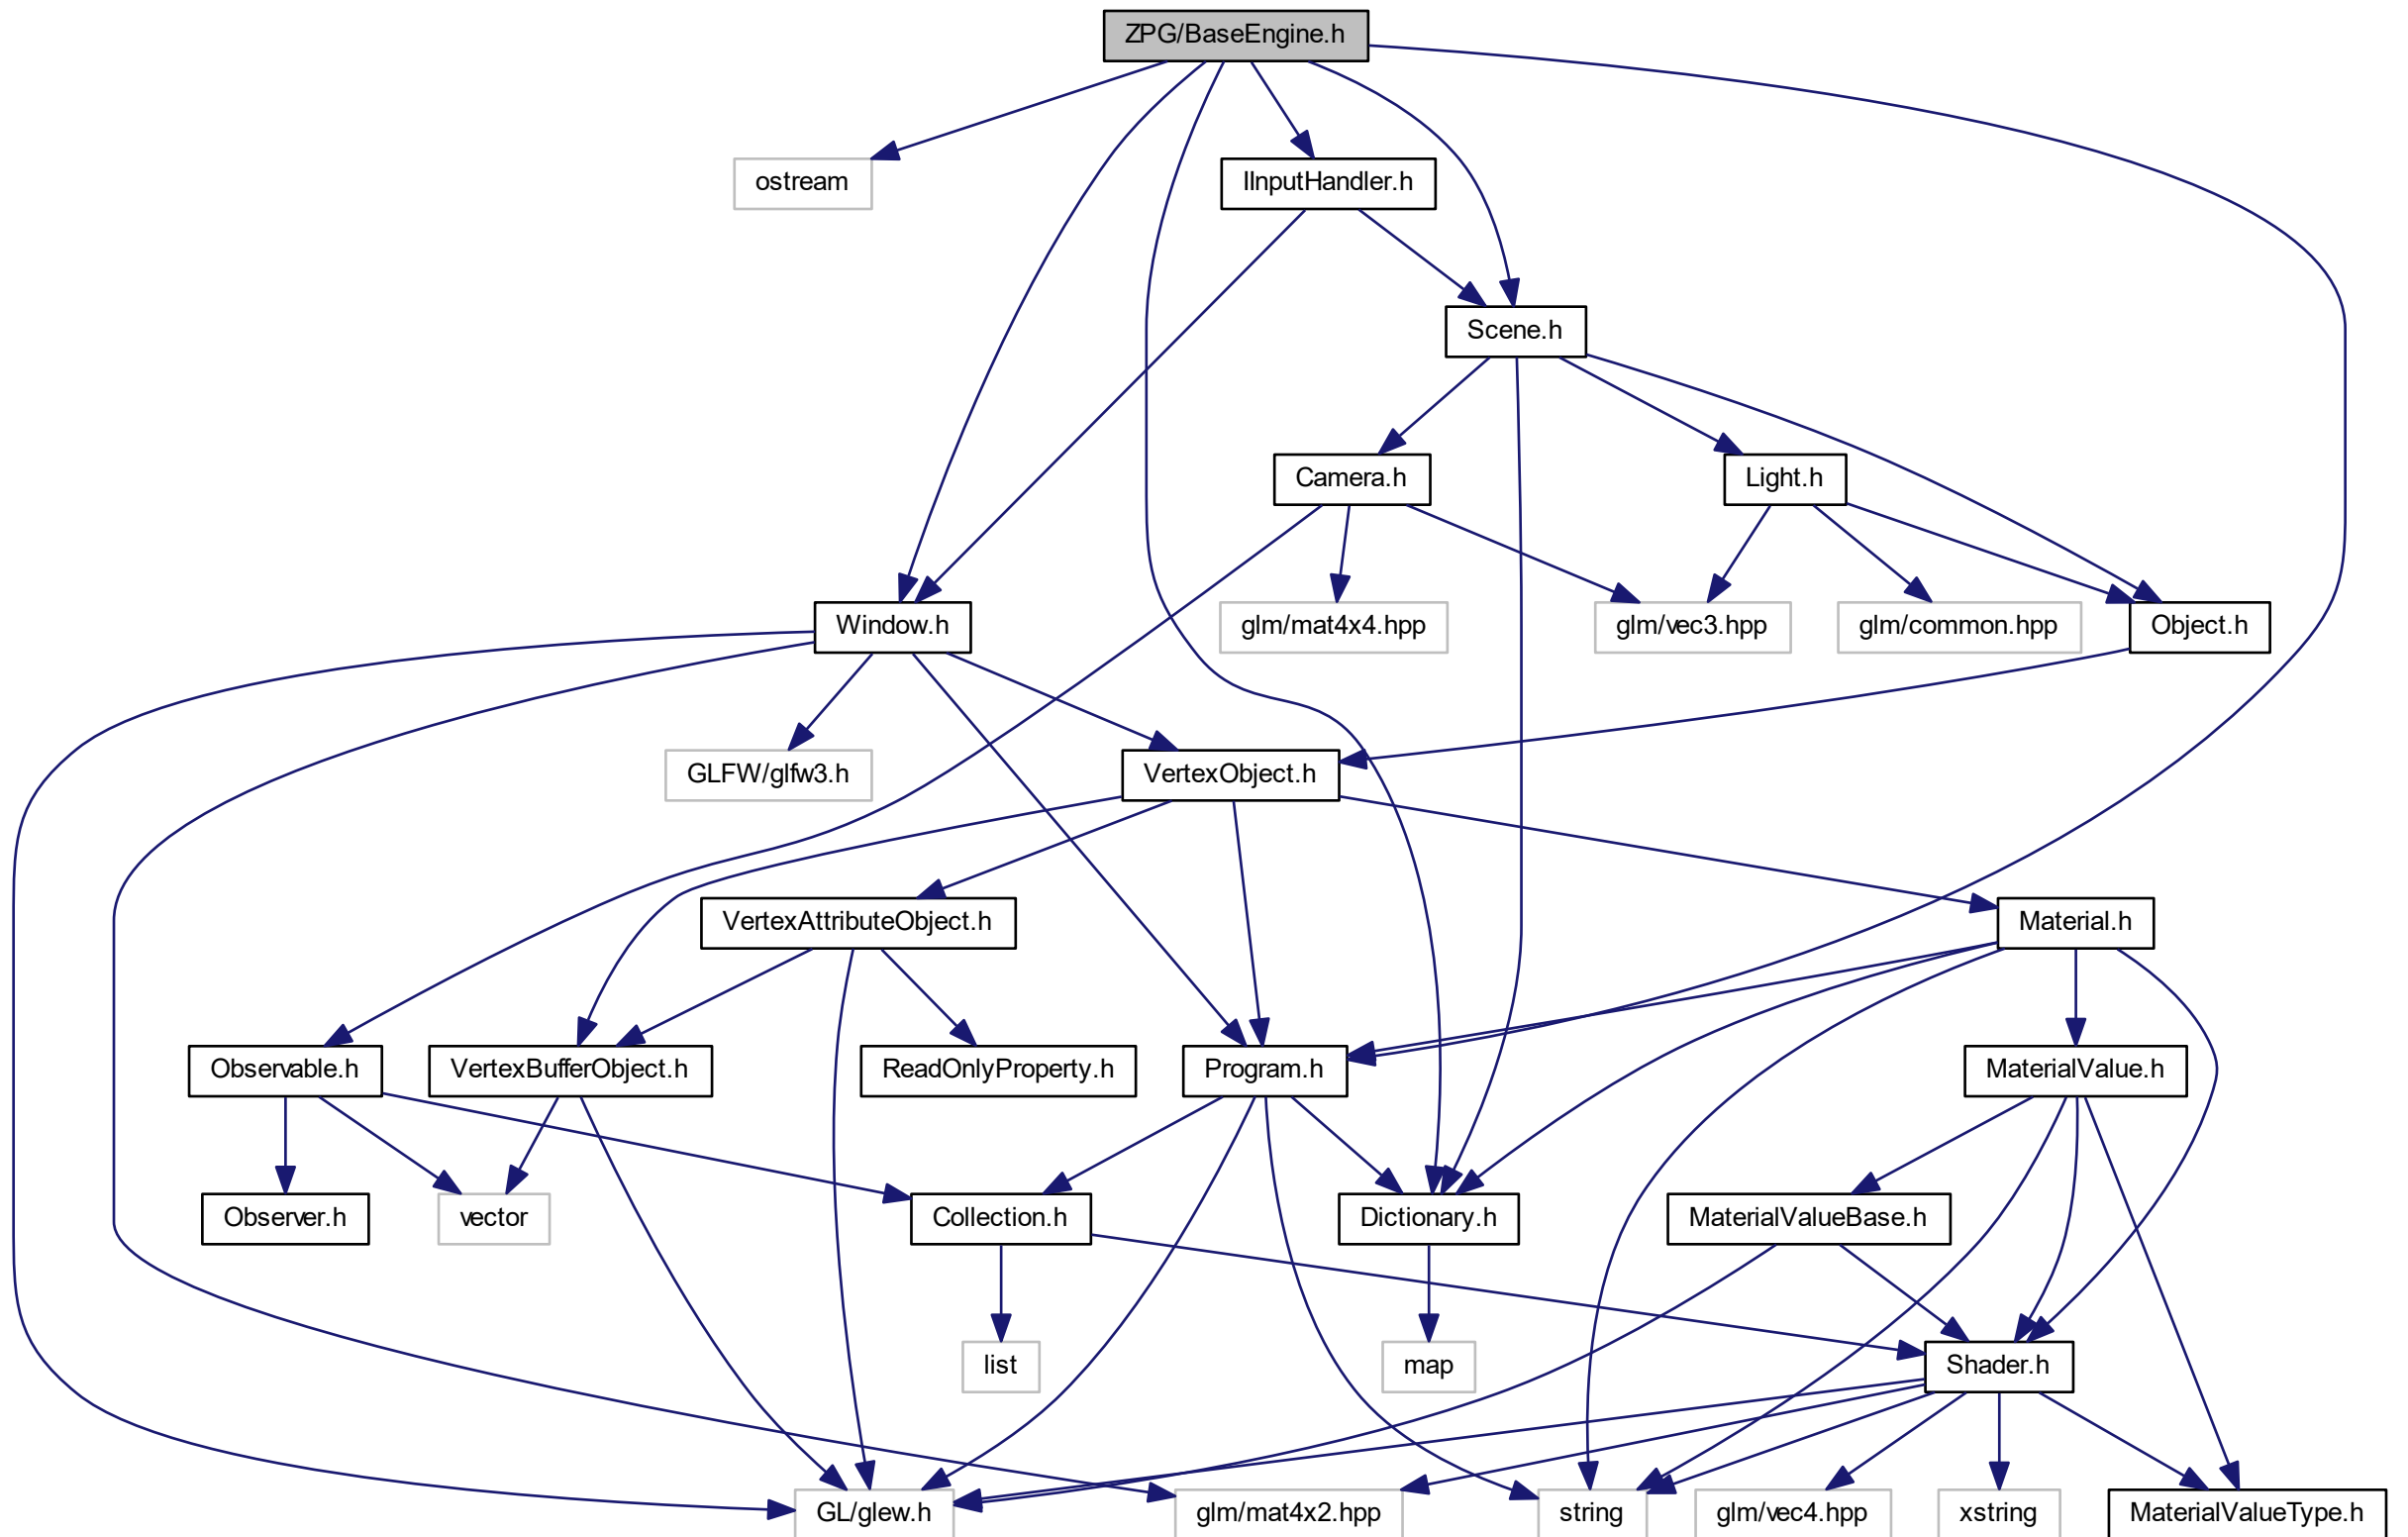 ZPG/BaseEngine.h
ostream
IInputHandler.h
Scene.h
Camera.h
Light.h
Window.h
glm/mat4x4.hpp
glm/vec3.hpp
glm/common.hpp
Object.h
GLFW/glfw3.h
VertexObject.h
VertexAttributeObject.h
Material.h
Observable.h
VertexBufferObject.h
ReadOnlyProperty.h
Program.h
MaterialValue.h
Observer.h
vector
Collection.h
Dictionary.h
MaterialValueBase.h
list
map
Shader.h
GL/glew.h
glm/mat4x2.hpp
string
glm/vec4.hpp
xstring
MaterialValueType.h